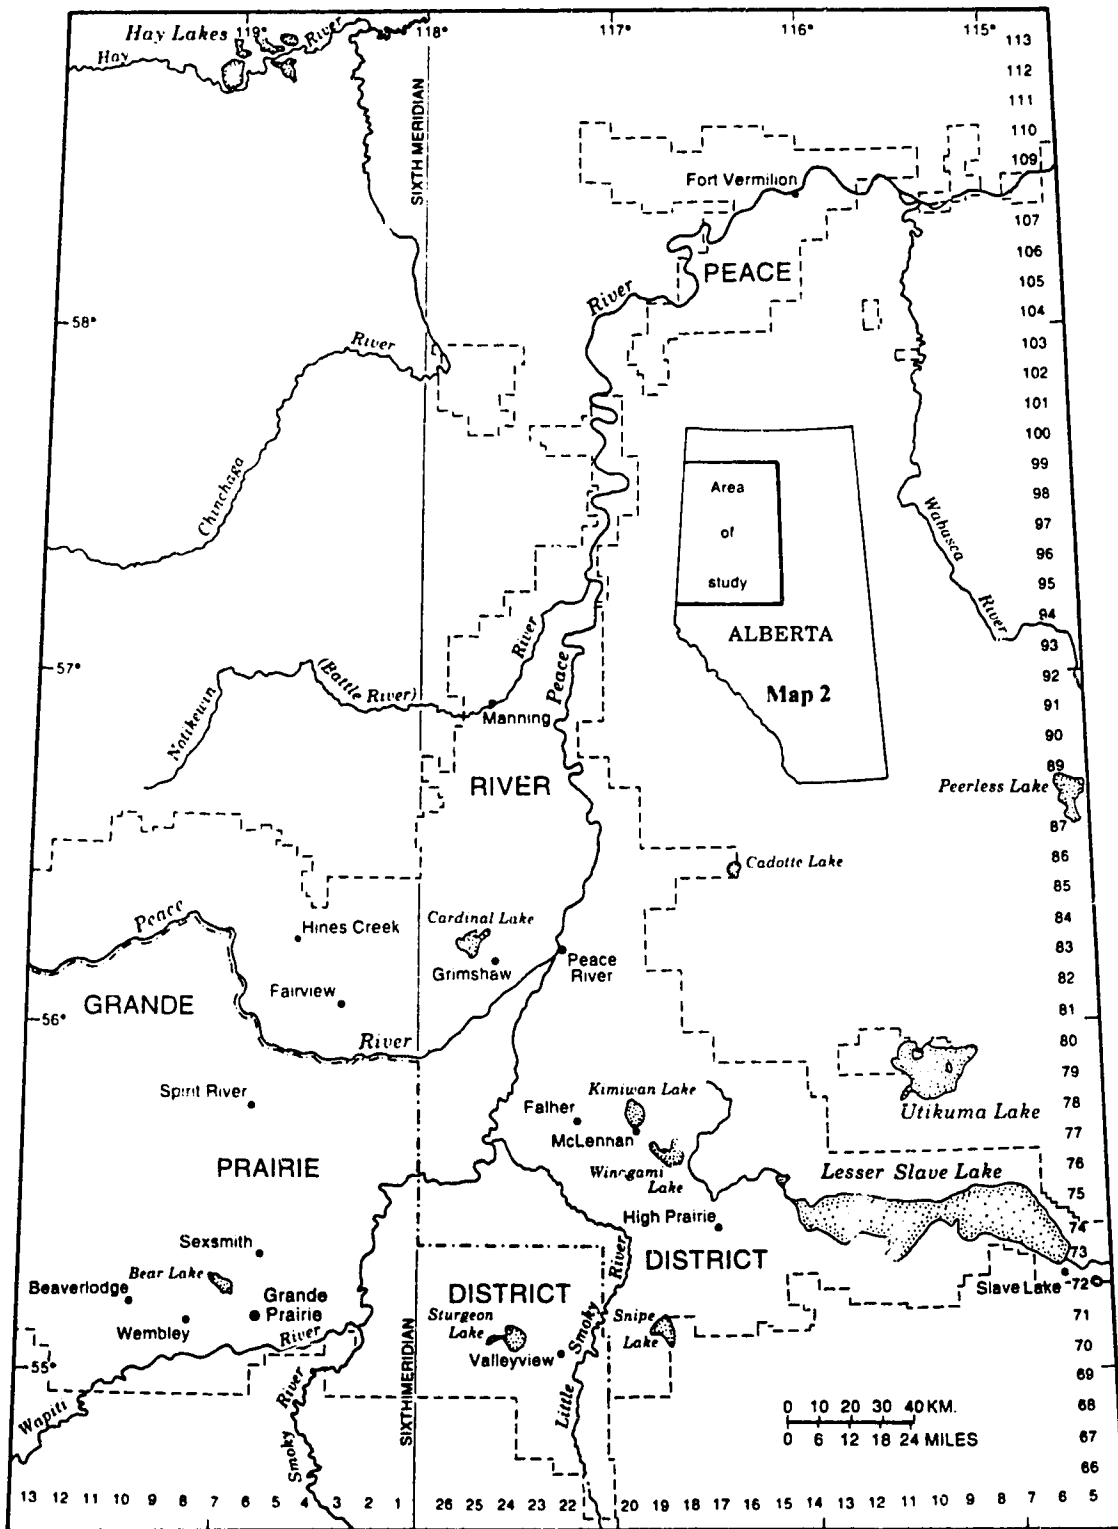 119° 118° 117° 116° 115°
Hay Lakes
River
Hay
113
112
111
110
109
107
106
105
104
103
102
101
100
99
98
97
96
95
94
93
92
91
90
89
87
86
85
84
83
82
81
80
79
78
77
76
75
74
73
72
71
70
69
68
67
66
SIXTH MERIDIAN
Fort Vermilion
PEACE
River
58°
River
Chinchaga
Area
of
study
ALBERTA
Map 2
Wabasca
River
57°
(Battle River)
River
Notikewin
Manning
Peace
RIVER
Peerless Lake
Cadotte Lake
Peace
Hines Creek
Cardinal Lake
Grimshaw
Peace
River
Fairview
GRANDE
56°
River
Spirit River
Kimiwan Lake
Falher
McLennan
Utikuma Lake
PRAIRIE
Winagami
Lake
Lesser Slave Lake
High Prairie
Sexsmith
DISTRICT
River
Bear Lake
Beaverlodge
Grande
Prairie
Wembley
River
DISTRICT
Sturgeon
Lake
Valleyview
Smoky
Snipe
Lake
Slave Lake
55°
Wapiti
River
Smoky
SIXTH MERIDIAN
Little
0 10 20 30 40 KM.
0 6 12 18 24 MILES
13 12 11 10 9 8 7 6 5 4 3 2 1 26 25 24 23 22 20 19 18 17 16 15 14 13 12 11 10 9 8 7 6 5